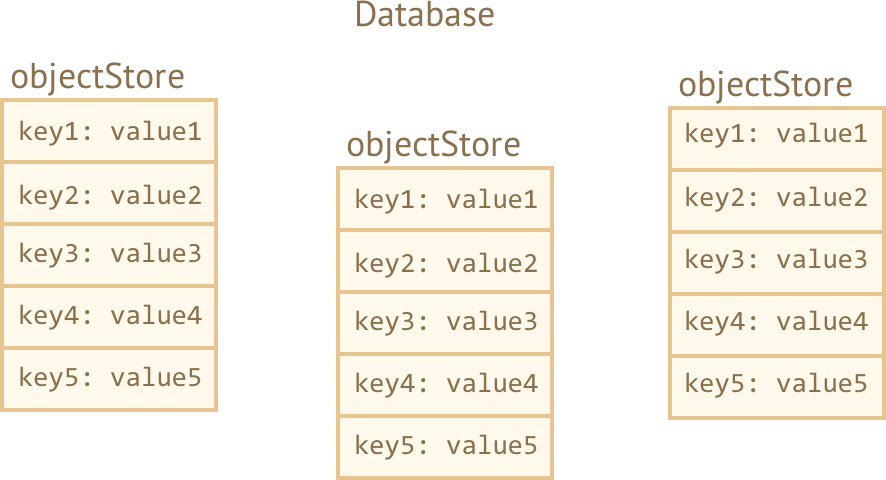 Database
objectStore
key1: value1
key2: value2
key3: value3
key4: value4
key5: value5
objectStore
key1: value1
key2: value2
key3: value3
key4: value4
key5: value5
objectStore
key1: value1
key2: value2
key3: value3
key4: value4
key5: value5